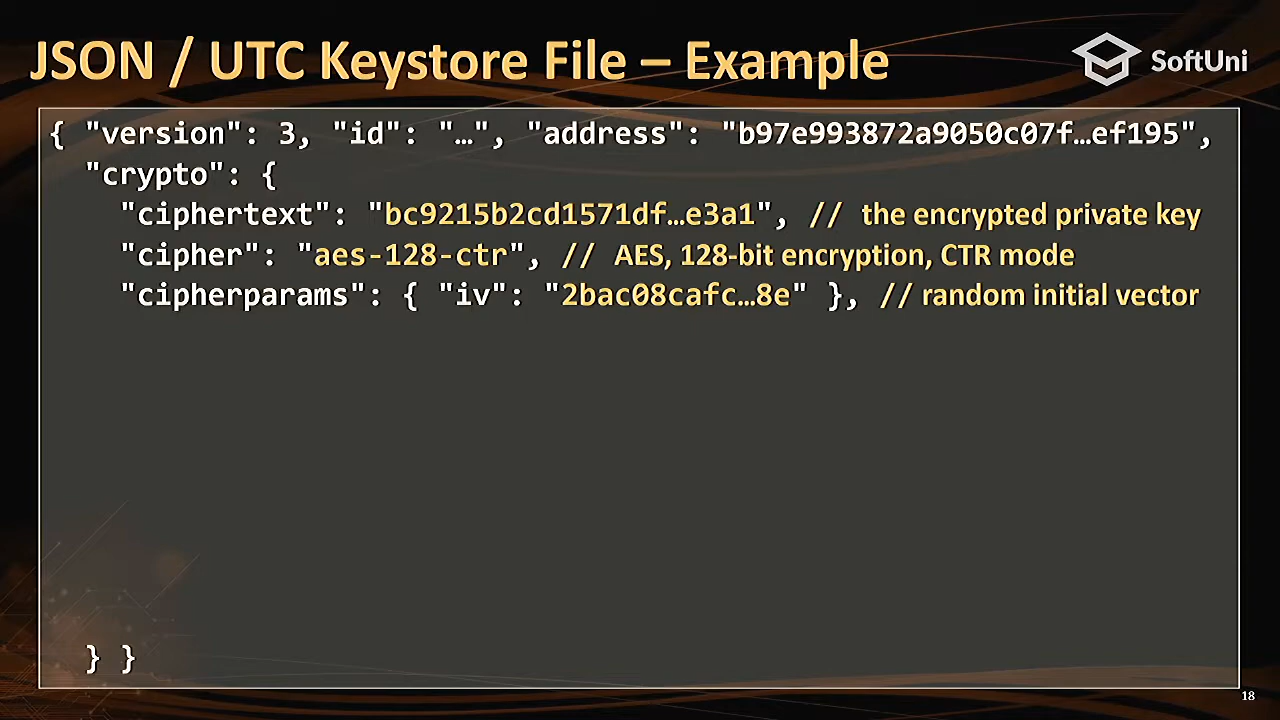 JSON / UTC Keystore File – Example
SoftUni
{ "version": 3, "id": "…", "address": "b97e993872a9050c07f…ef195",
"crypto": {
"ciphertext": "bc9215b2cd1571df…e3a1", // the encrypted private key
"cipher": "aes-128-ctr", // AES, 128-bit encryption, CTR mode
"cipherparams": { "iv": "2bac08cafc…8e" }, // random initial vector
} }
18